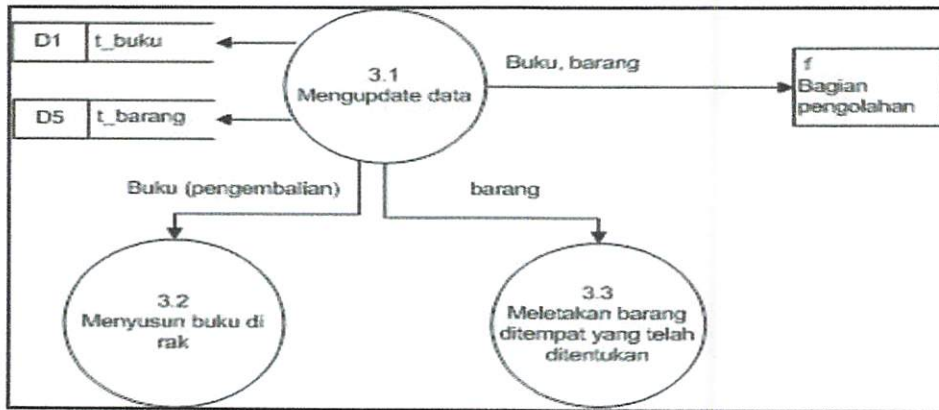 D1 t_buku
D5 t_barang
3.1
Mengupdate data
Buku, barang
f
Bagian
pengolahan
Buku (pengembalian)
barang
3.2
Menyusun buku di
rak
3.3
Meletakan barang
ditempat yang telah
ditentukan